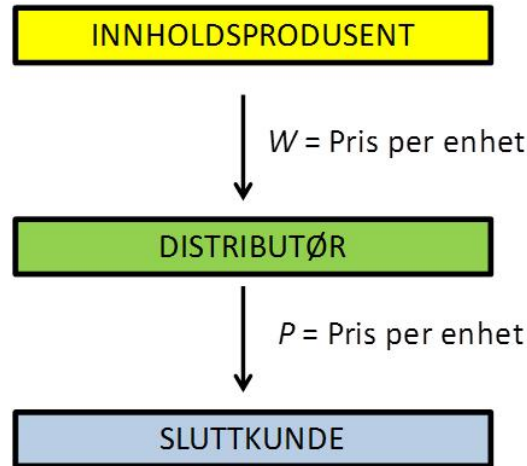 INNHOLDSPRODUSENT
W = Pris per enhet
DISTRIBUTØR
P = Pris per enhet
SLUTTKUNDE